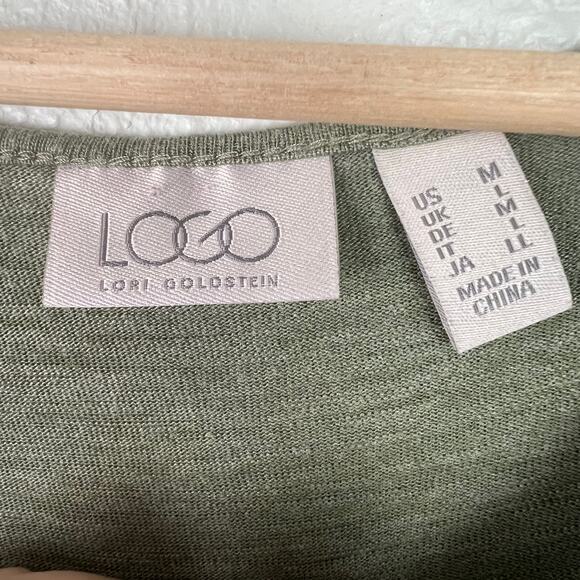 LOGO
LORI GOLDSTEIN
US M
UK L
DE M
IT L
JA LL
MADE IN
CHINA